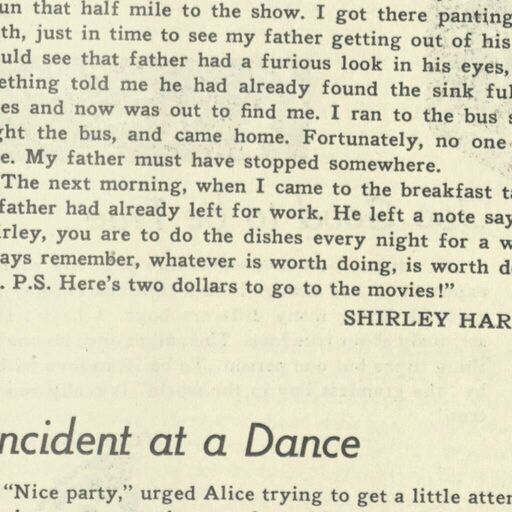 un that half mile to the show. I got there panting
th, just in time to see my father getting out of his
uld see that father had a furious look in his eyes,
ething told me he had already found the sink ful
es and now was out to find me. I ran to the bus s
ght the bus, and came home. Fortunately, no one
e. My father must have stopped somewhere.
The next morning, when I came to the breakfast ta
father had already left for work. He left a note say
irley, you are to do the dishes every night for a w
ays remember, whatever is worth doing, is worth d
. P.S. Here's two dollars to go to the movies!"
SHIRLEY HAR
ncident at a Dance
"Nice party," urged Alice trying to get a little atten